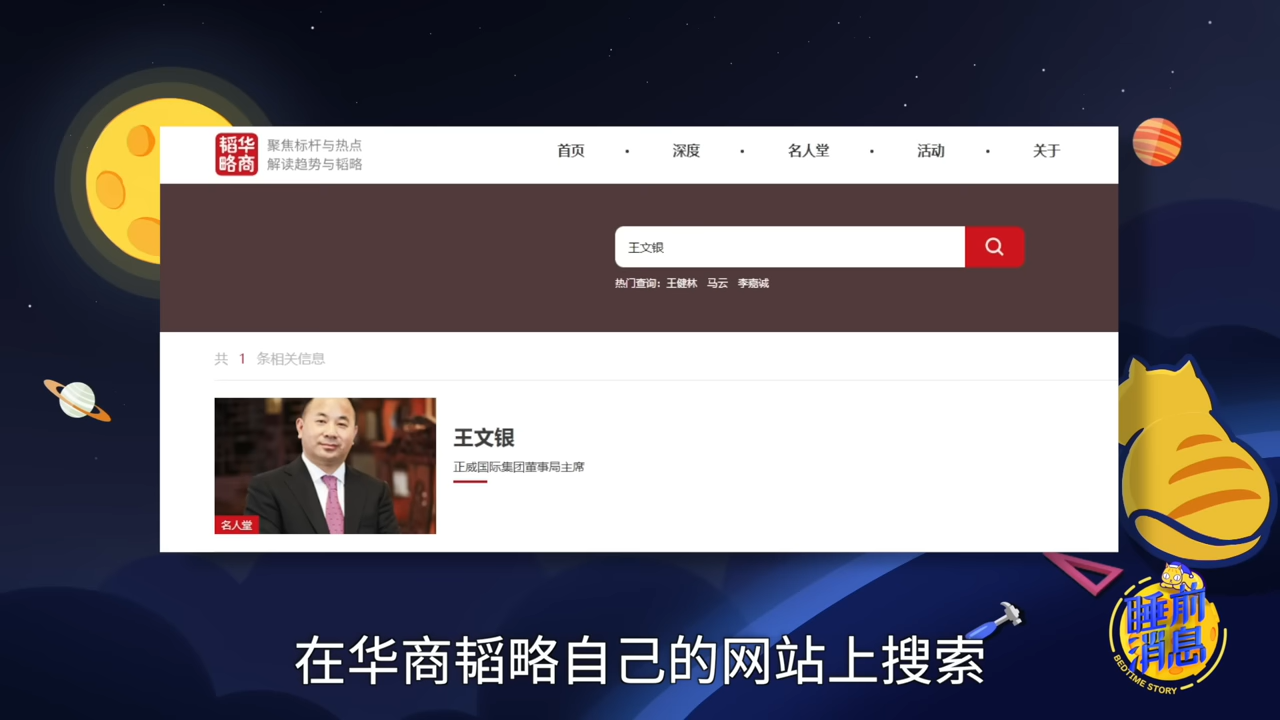 韬华
略商
聚焦标杆与热点
解读趋势与韬略
首页 · 深度 · 名人堂 · 活动 · 关于
王文银
热门查询: 王健林 马云 李嘉诚
共 1 条相关信息
王文银
正威国际集团董事局主席
名人堂
在华商韬略自己的网站上搜索
睡前
消息
BEDTIME STORY